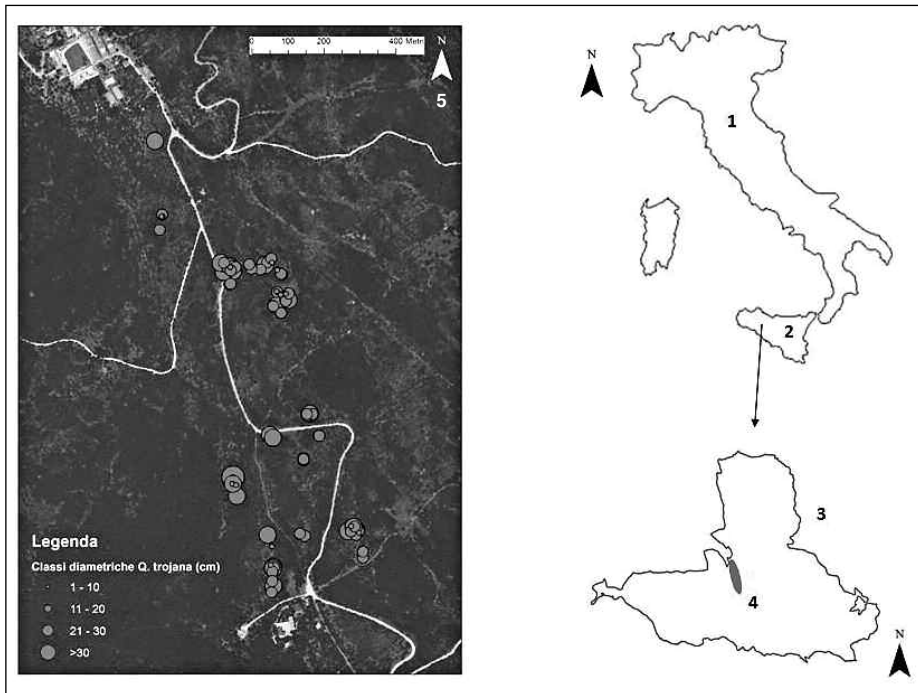 0 100 200 400 Metri
N
5
Legenda
Classi diametriche Q. trojana (cm)
1 - 10
11 - 20
21 - 30
>30
N
1
2
3
4
N